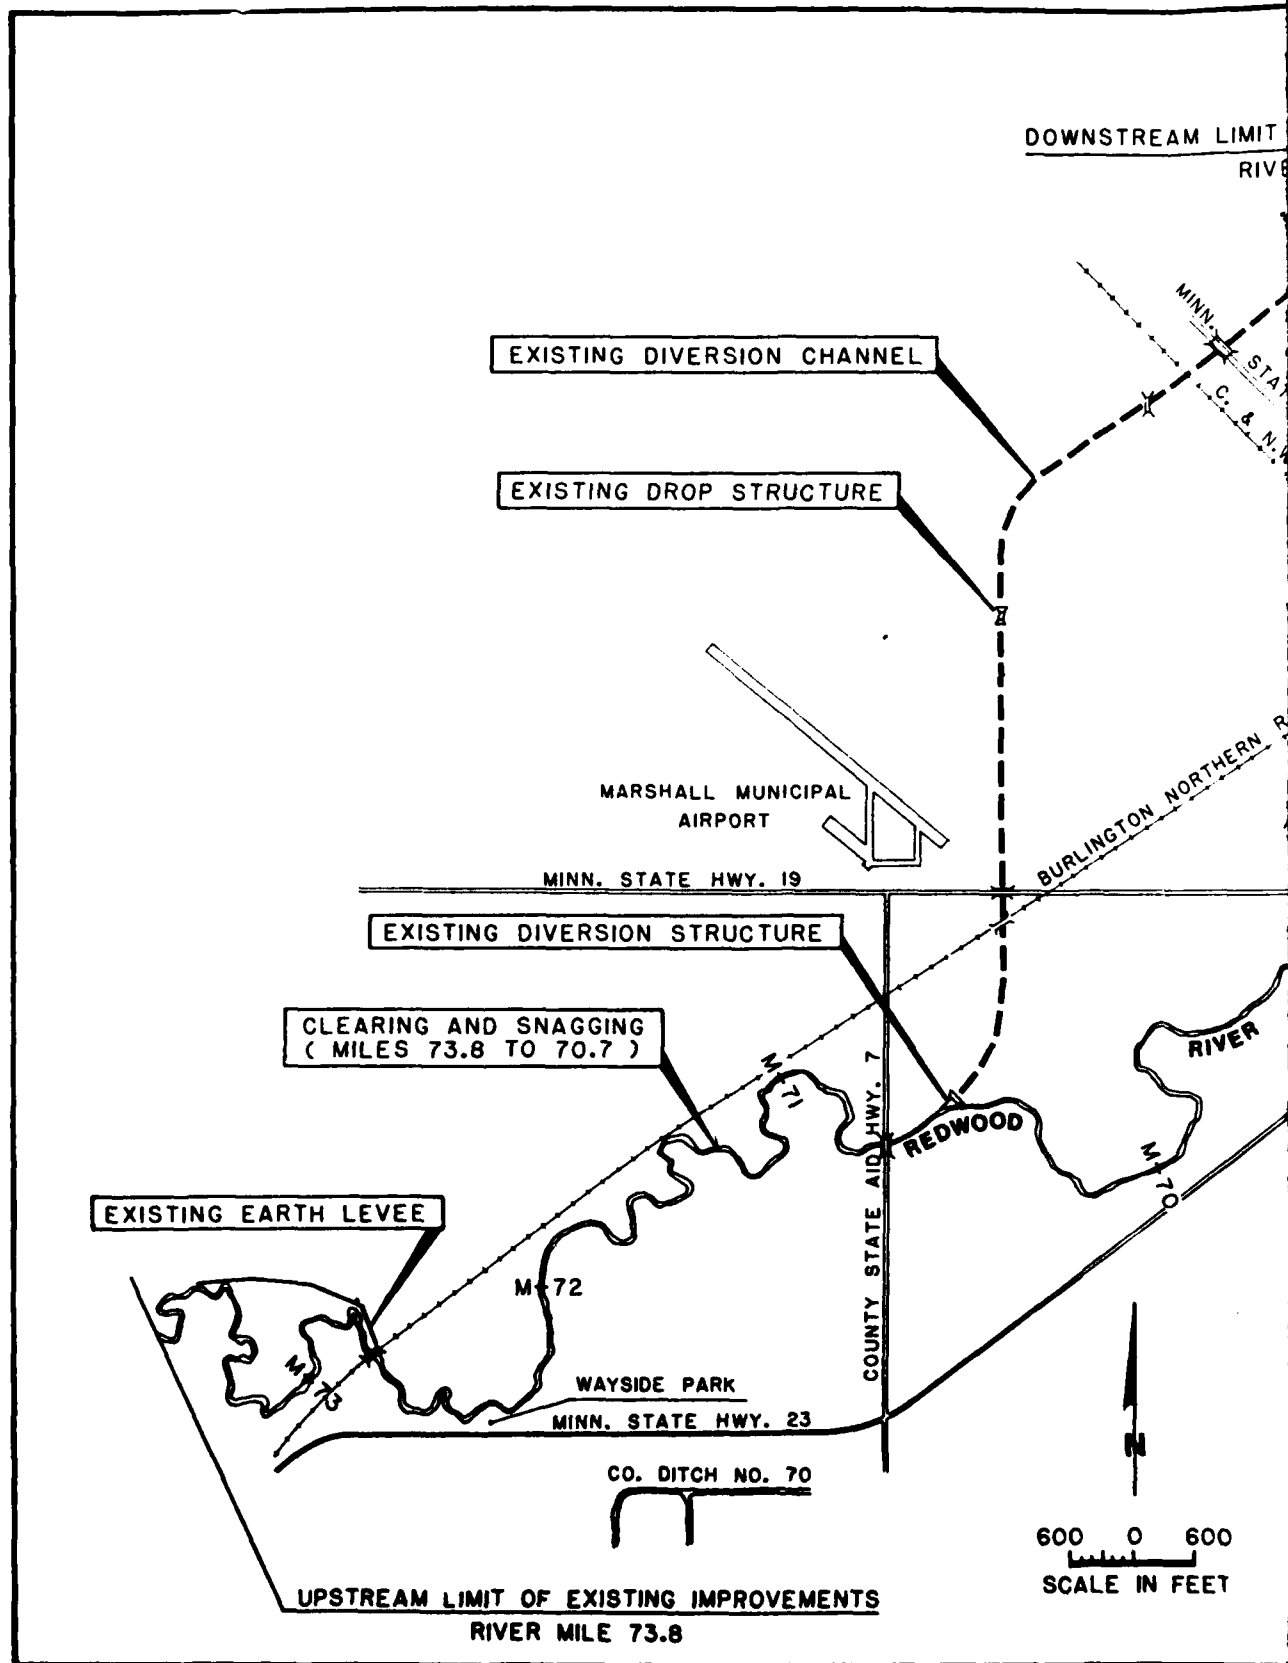 DOWNSTREAM LIMIT
MINN.
EXISTING DIVERSION CHANNEL
C. & N.W
EXISTING DROP STRUCTURE
BURLINGTON NORTHERN
MARSHALL MUNICIPAL
AIRPORT
MINN. STATE HWY. 19
EXISTING DIVERSION STRUCTURE
CLEARING AND SNAGGING
( MILES 73.8 TO 70.7 )
RIVER
M 71
COUNTY STATE AID HWY. 7
REDWOOD
M 70
EXISTING EARTH LEVEE
M 72
M 73
WAYSIDE PARK
MINN. STATE HWY. 23
N
CO. DITCH NO. 70
600 0 600
SCALE IN FEET
UPSTREAM LIMIT OF EXISTING IMPROVEMENTS
RIVER MILE 73.8